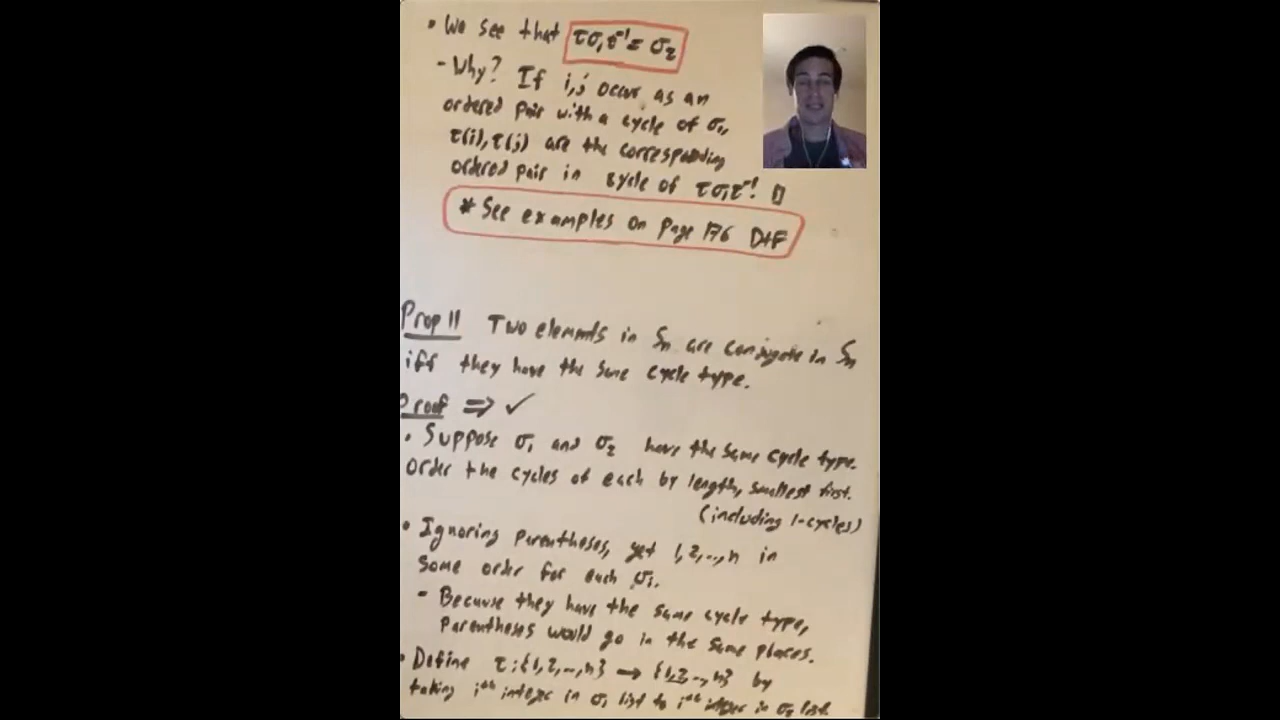 • We see that τσ₁τ⁻¹ = σ₂
- Why? If i,j occur as an
ordered pair with a cycle of σ₁,
τ(i),τ(j) are the corresponding
ordered pair in cycle of τσ₁τ⁻¹! □
* See examples on page 126 D+F
Prop 11 Two elements in Sₙ are conjugate in Sₙ
iff they have the same cycle type.
Proof ⇒ ✓
• Suppose σ₁ and σ₂ have the same cycle type.
Order the cycles of each by length, smallest first.
(including 1-cycles)
• Ignoring parentheses, get 1,2,..,n in
some order for each σᵢ.
- Because they have the same cycle type,
parentheses would go in the same places.
• Define τ:{1,2,..,n} → {1,2,..,n} by
taking iᵗʰ integer in σ₁ list to iᵗʰ integer in σ₂ list.